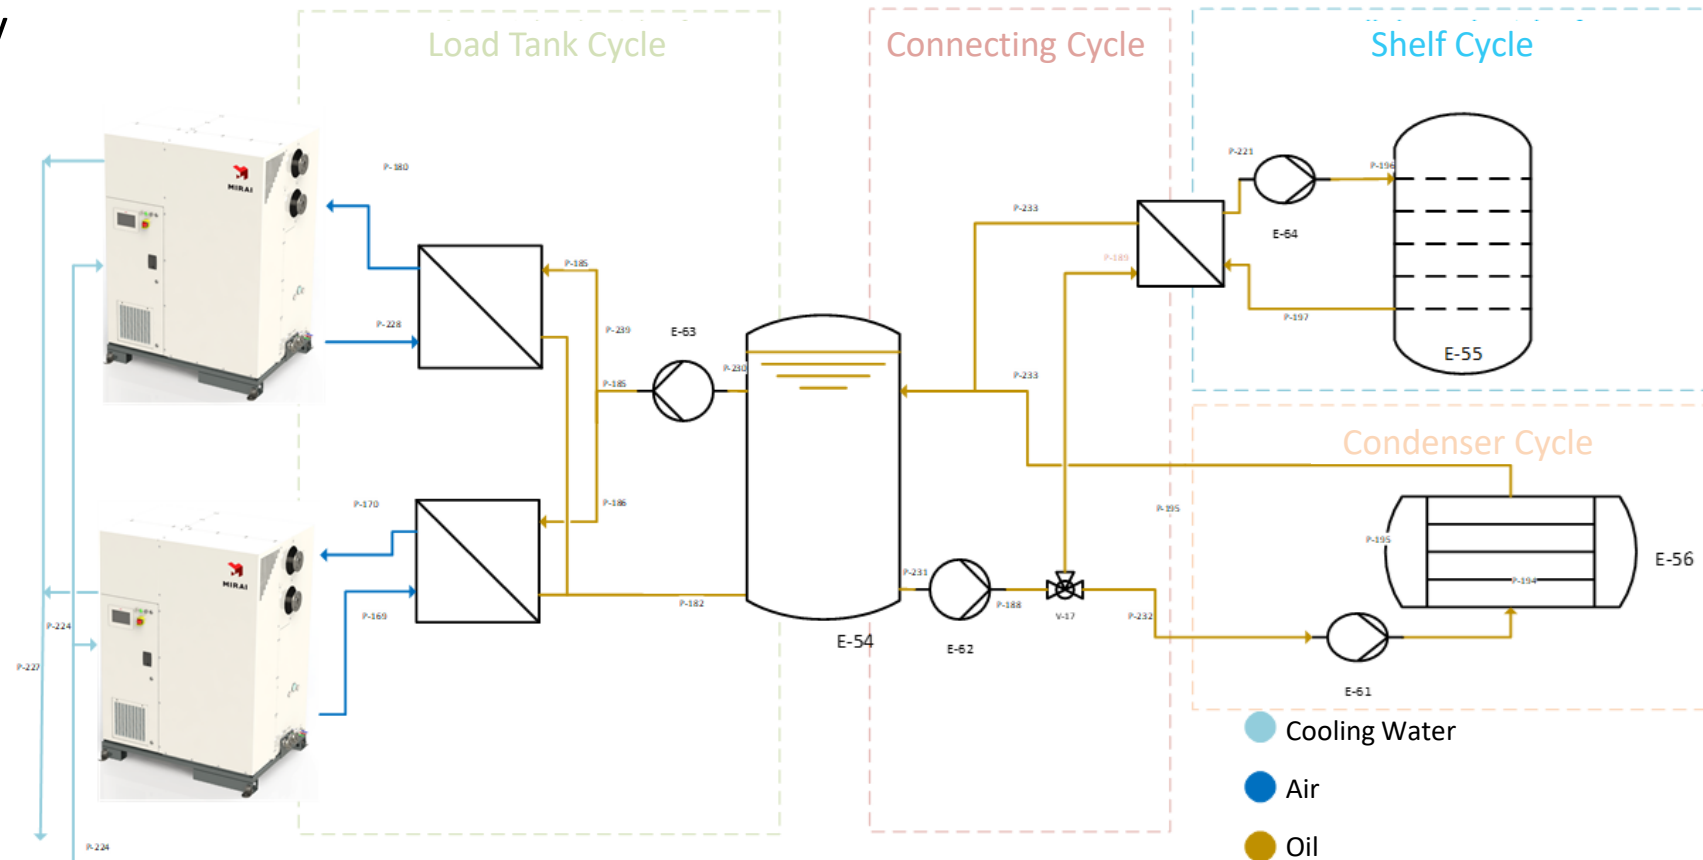 Load Tank Cycle
Connecting Cycle
Shelf Cycle
MIRAI
P-180
P-221
P-196
P-233
E-64
P-189
P-185
P-228
P-239
E-63
P-197
P-230
E-55
P-185
P-233
Condenser Cycle
P-170
P-186
P-195
P-195
E-56
MIRAI
P-231
P-194
P-182
P-188
V-17
P-232
P-169
P-224
E-54
E-62
P-227
E-61
Cooling Water
Air
P-224
Oil